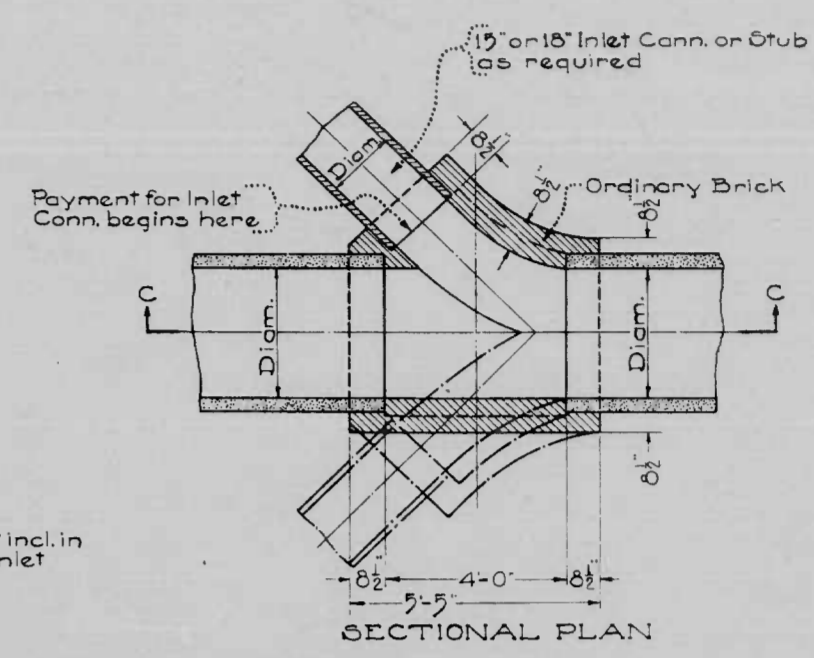 15" or 18" Inlet Conn. or Stub
as required
Diam.
8½"
8½"
Ordinary Brick
8½"
Payment for Inlet
Conn. begins here
C
Diam.
Diam.
C
8½"
incl. in
nlet
8½" 4'-0" 8½"
5'-5"
SECTIONAL PLAN